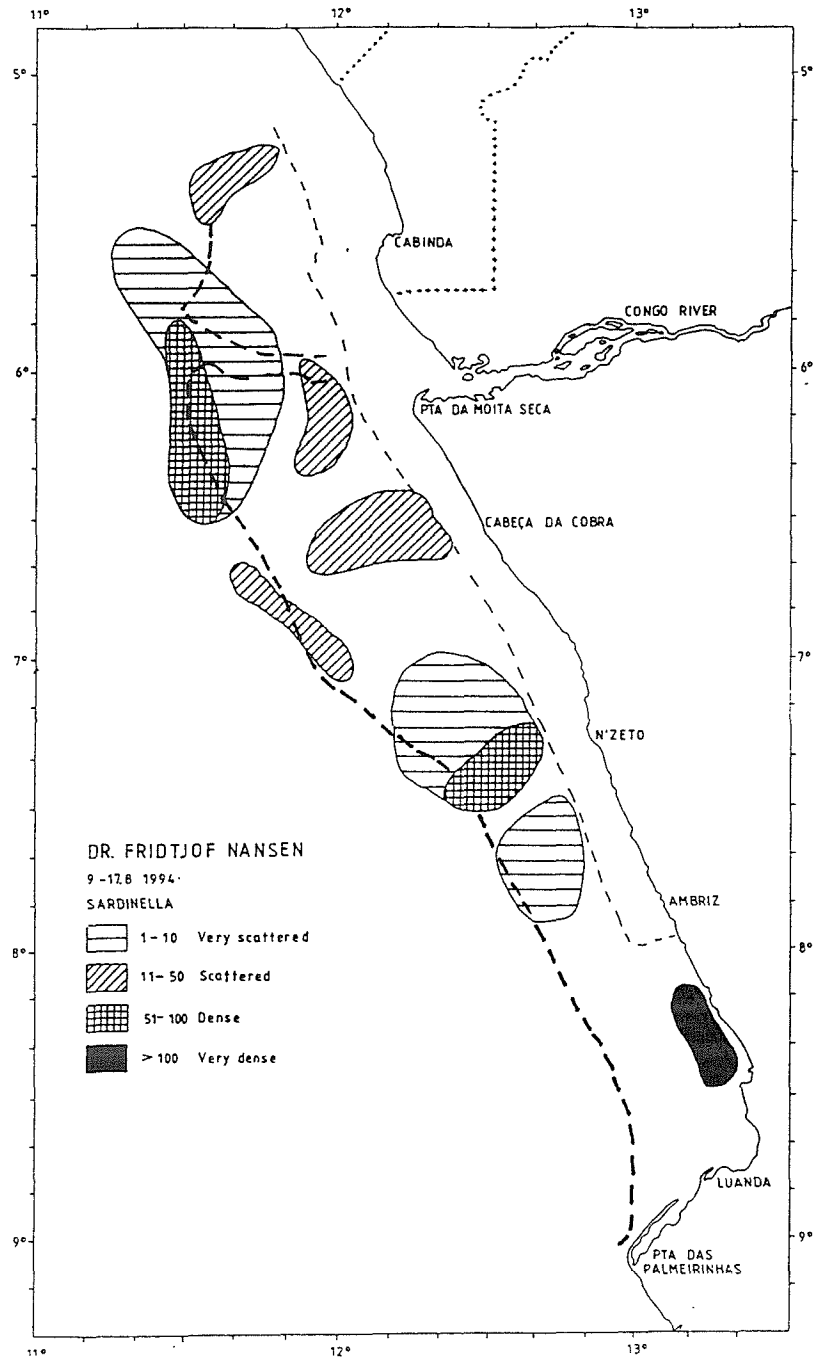 11° 12° 13°
5° 5°
CABINDA
CONGO RIVER
6° 6°
PTA DA MOITA SECA
CABEÇA DA COBRA
7° 7°
N'ZETO
DR. FRIDTJOF NANSEN
9-17.8 1994.
SARDINELLA
AMBRIZ
1-10 Very scattered
8° 8°
11-50 Scattered
51-100 Dense
>100 Very dense
LUANDA
9° 9°
PTA DAS
PALMEIRINHAS
11° 12° 13°